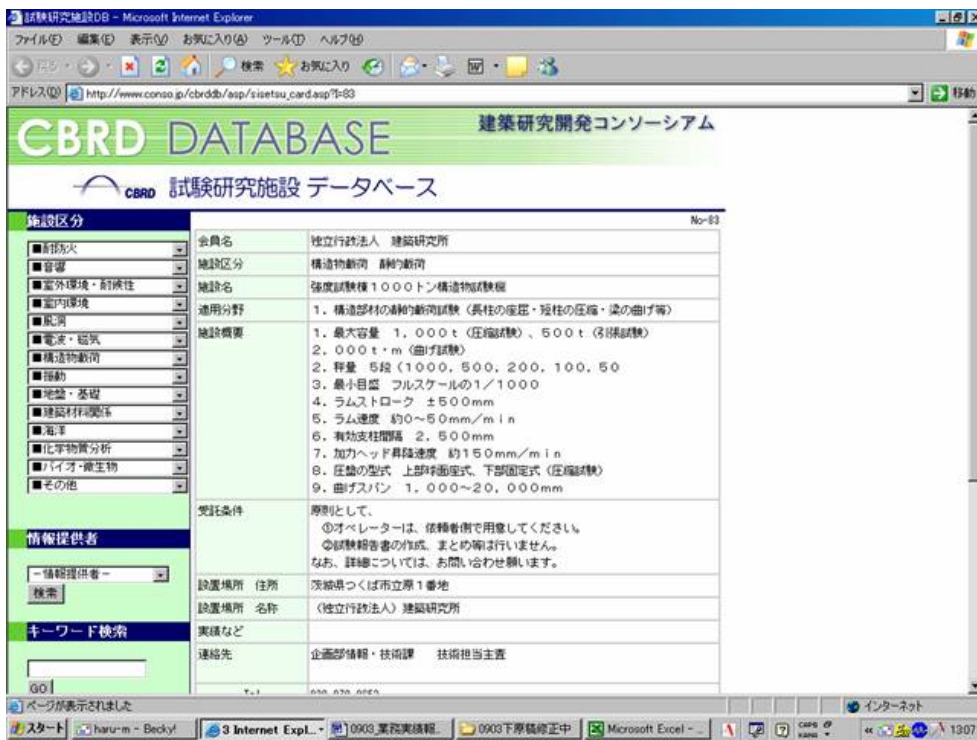 試験研究施設DB - Microsoft Internet Explorer
ファイル(F) 編集(E) 表示(V) お気に入り(A) ツール(T) ヘルプ(H)
戻る 検索 お気に入り
アドレス(D) http://www.conso.jp/cbrddb/asp/sisetsu_card.asp?I=83 移動
CBRD DATABASE 建築研究開発コンソーシアム
CBRD 試験研究施設 データベース
施設区分
■耐防火
■音響
■室外環境・耐候性
■室内環境
■風洞
■電波・磁気
■構造物載荷
■振動
■地盤・基礎
■建築材料関係
■海洋
■化学物質分析
■バイオ・微生物
■その他
情報提供者
-情報提供者-
検索
キーワード検索
GO
No-83
会員名 独立行政法人 建築研究所
施設区分 構造物載荷 静的載荷
施設名 強度試験棟1000トン構造物試験機
適用分野 1.構造部材の静的載荷試験(長柱の座屈・短柱の圧縮・梁の曲げ等)
施設概要 1.最大容量 1,000t(圧縮試験)、500t(引張試験)
2,000t・m(曲げ試験)
2.秤量 5段(1000,500,200,100,50
3.最小目盛 フルスケールの1/1000
4.ラムストローク ±500mm
5.ラム速度 約0~50mm/min
6.有効支柱間隔 2,500mm
7.加力ヘッド昇降速度 約150mm/min
8.圧盤の型式 上部球面座式、下部固定式(圧縮試験)
9.曲げスパン 1,000~20,000mm
受託条件 原則として、
①オペレーターは、依頼者側で用意してください。
②試験報告書の作成、まとめ等は行いません。
なお、詳細については、お問い合わせ願います。
設置場所 住所 茨城県つくば市立原1番地
設置場所 名称 (独立行政法人)建築研究所
実績など
連絡先 企画部情報・技術課 技術担当主査
Tel
ページが表示されました インターネット
スタート haru-m - Becky! 3 Internet Expl... 0903_業務実績報... 0903下原稿修正中 Microsoft Excel - ... CAPS KANA 13:07